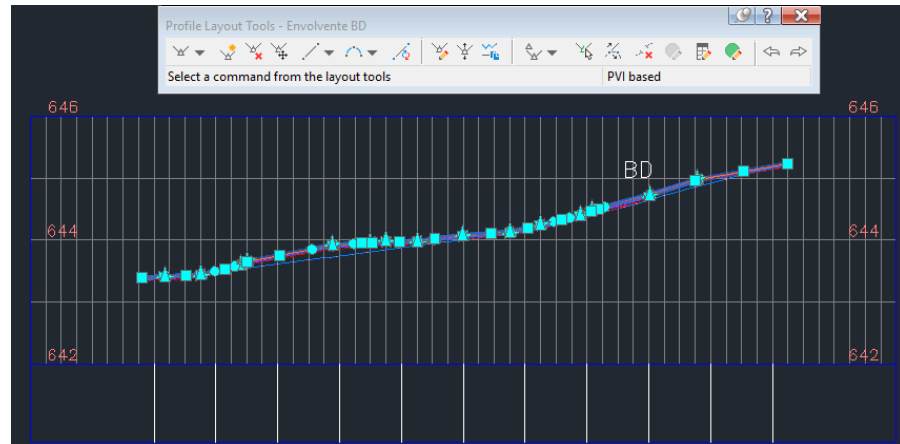 Profile Layout Tools - Envolvente BD
Select a command from the layout tools PVI based
646 646
BD
644 644
642 642